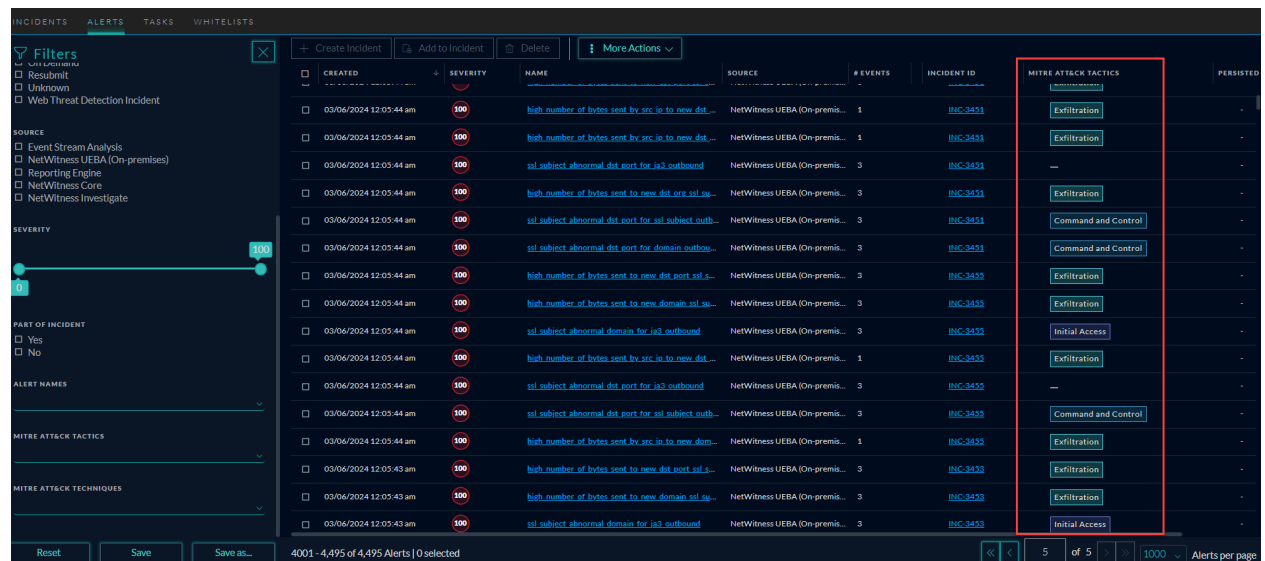 INCIDENTS ALERTS TASKS WHITELISTS
Filters
On Demand
Resubmit
Unknown
Web Threat Detection Incident
SOURCE
Event Stream Analysis
NetWitness UEBA (On-premises)
Reporting Engine
NetWitness Core
NetWitness Investigate
SEVERITY
100
0
PART OF INCIDENT
Yes
No
ALERT NAMES
MITRE ATT&CK TACTICS
MITRE ATT&CK TECHNIQUES
Reset Save Save as...
+ Create Incident Add to Incident Delete More Actions
CREATED SEVERITY NAME SOURCE # EVENTS INCIDENT ID MITRE ATT&CK TACTICS PERSISTED
Exfiltration
03/06/2024 12:05:44 am 100 high number of bytes sent by src ip to new dst ... NetWitness UEBA (On-premis... 1 INC-3451 Exfiltration -
03/06/2024 12:05:44 am 100 high number of bytes sent by src ip to new dst ... NetWitness UEBA (On-premis... 1 INC-3451 Exfiltration -
03/06/2024 12:05:44 am 100 ssl subject abnormal dst port for ja3 outbound NetWitness UEBA (On-premis... 3 INC-3451 — -
03/06/2024 12:05:44 am 100 high number of bytes sent to new dst org ssl su... NetWitness UEBA (On-premis... 3 INC-3451 Exfiltration -
03/06/2024 12:05:44 am 100 ssl subject abnormal dst port for ssl subject outb... NetWitness UEBA (On-premis... 3 INC-3451 Command and Control -
03/06/2024 12:05:44 am 100 ssl subject abnormal dst port for domain outbou... NetWitness UEBA (On-premis... 3 INC-3451 Command and Control -
03/06/2024 12:05:44 am 100 high number of bytes sent to new dst port ssl s... NetWitness UEBA (On-premis... 3 INC-3455 Exfiltration -
03/06/2024 12:05:44 am 100 high number of bytes sent to new domain ssl su... NetWitness UEBA (On-premis... 3 INC-3455 Exfiltration -
03/06/2024 12:05:44 am 100 ssl subject abnormal domain for ja3 outbound NetWitness UEBA (On-premis... 3 INC-3455 Initial Access -
03/06/2024 12:05:44 am 100 high number of bytes sent by src ip to new dst ... NetWitness UEBA (On-premis... 1 INC-3455 Exfiltration -
03/06/2024 12:05:44 am 100 ssl subject abnormal dst port for ja3 outbound NetWitness UEBA (On-premis... 3 INC-3455 — -
03/06/2024 12:05:44 am 100 ssl subject abnormal dst port for ssl subject outb... NetWitness UEBA (On-premis... 3 INC-3455 Command and Control -
03/06/2024 12:05:44 am 100 high number of bytes sent by src ip to new dom... NetWitness UEBA (On-premis... 1 INC-3455 Exfiltration -
03/06/2024 12:05:43 am 100 high number of bytes sent to new dst port ssl s... NetWitness UEBA (On-premis... 3 INC-3453 Exfiltration -
03/06/2024 12:05:43 am 100 high number of bytes sent to new domain ssl su... NetWitness UEBA (On-premis... 3 INC-3453 Exfiltration -
03/06/2024 12:05:43 am 100 ssl subject abnormal domain for ja3 outbound NetWitness UEBA (On-premis... 3 INC-3453 Initial Access -
4001 - 4,495 of 4,495 Alerts | 0 selected
« < 5 of 5 > » 1000 Alerts per page